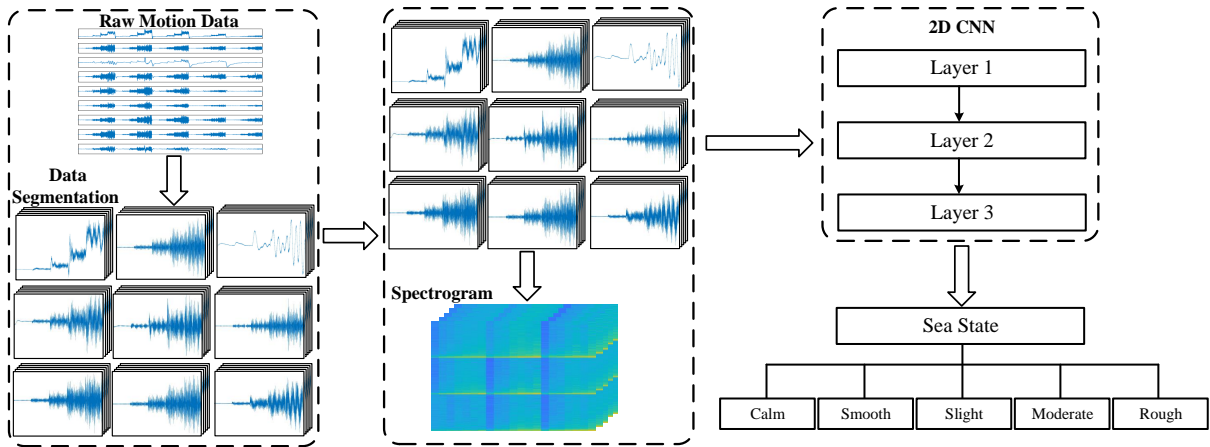 Raw Motion Data
Data
Segmentation
Spectrogram
2D CNN
Layer 1
Layer 2
Layer 3
Sea State
Calm
Smooth
Slight
Moderate
Rough